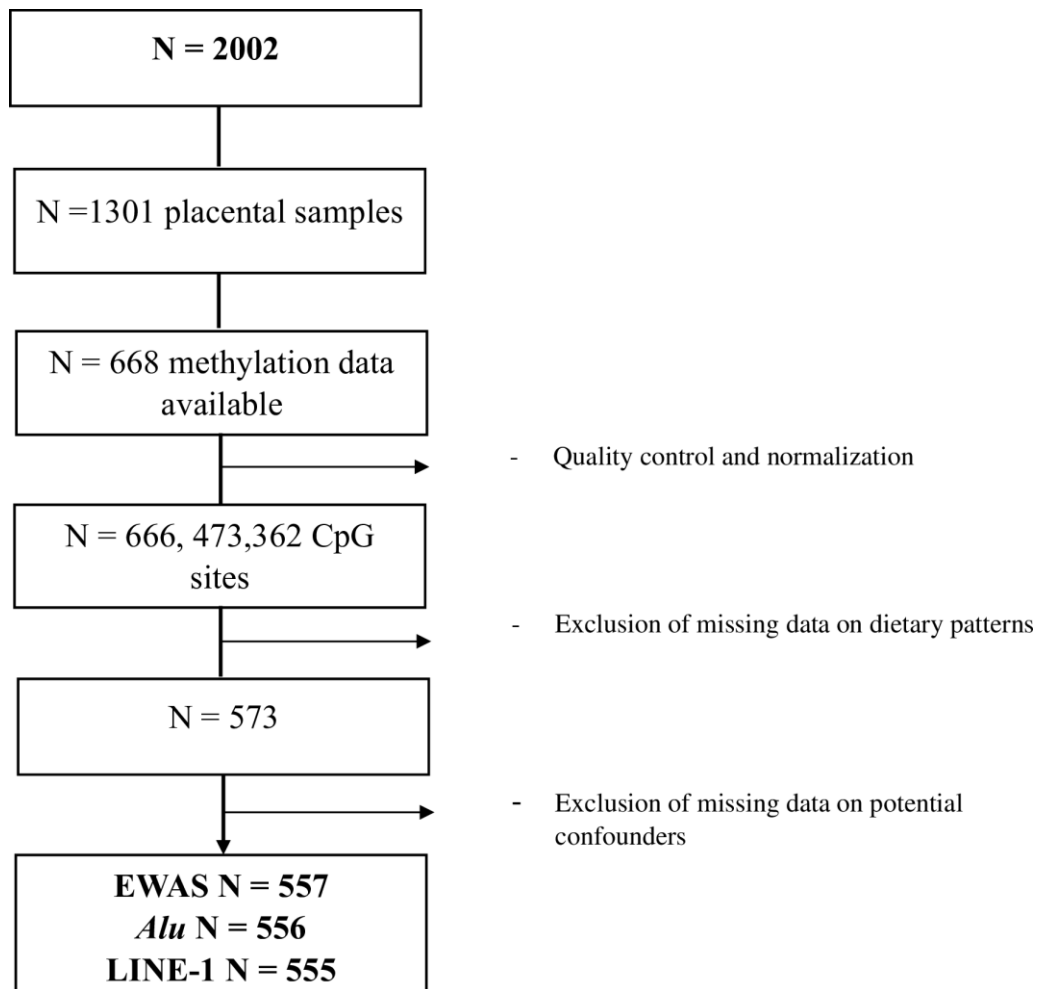 N = 2002
N =1301 placental samples
N = 668 methylation data
available
- Quality control and normalization
N = 666, 473,362 CpG
sites
- Exclusion of missing data on dietary patterns
N = 573
- Exclusion of missing data on potential
confounders
EWAS N = 557
Alu N = 556
LINE-1 N = 555